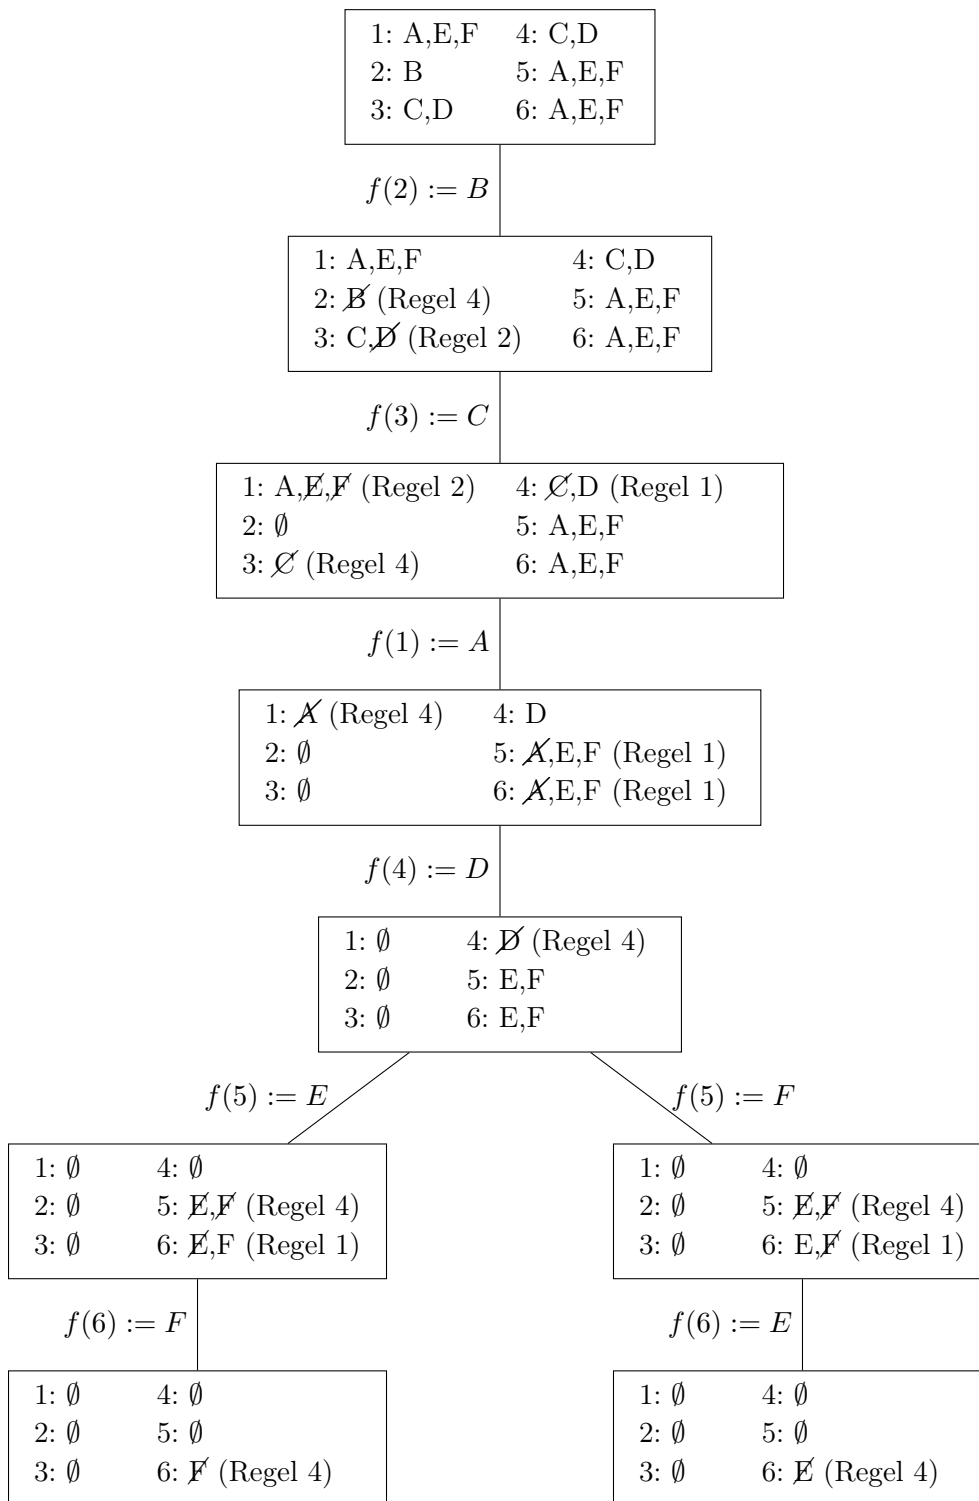 1: A,E,F 4: C,D
2: B 5: A,E,F
3: C,D 6: A,E,F
f(2) := B
1: A,E,F 4: C,D
2: B (Regel 4) 5: A,E,F
3: C,D (Regel 2) 6: A,E,F
f(3) := C
1: A,E,F (Regel 2) 4: C,D (Regel 1)
2: ∅ 5: A,E,F
3: C (Regel 4) 6: A,E,F
f(1) := A
1: A (Regel 4) 4: D
2: ∅ 5: A,E,F (Regel 1)
3: ∅ 6: A,E,F (Regel 1)
f(4) := D
1: ∅ 4: D (Regel 4)
2: ∅ 5: E,F
3: ∅ 6: E,F
f(5) := E
f(5) := F
1: ∅ 4: ∅
2: ∅ 5: E,F (Regel 4)
3: ∅ 6: E,F (Regel 1)
1: ∅ 4: ∅
2: ∅ 5: E,F (Regel 4)
3: ∅ 6: E,F (Regel 1)
f(6) := F
f(6) := E
1: ∅ 4: ∅
2: ∅ 5: ∅
3: ∅ 6: F (Regel 4)
1: ∅ 4: ∅
2: ∅ 5: ∅
3: ∅ 6: E (Regel 4)